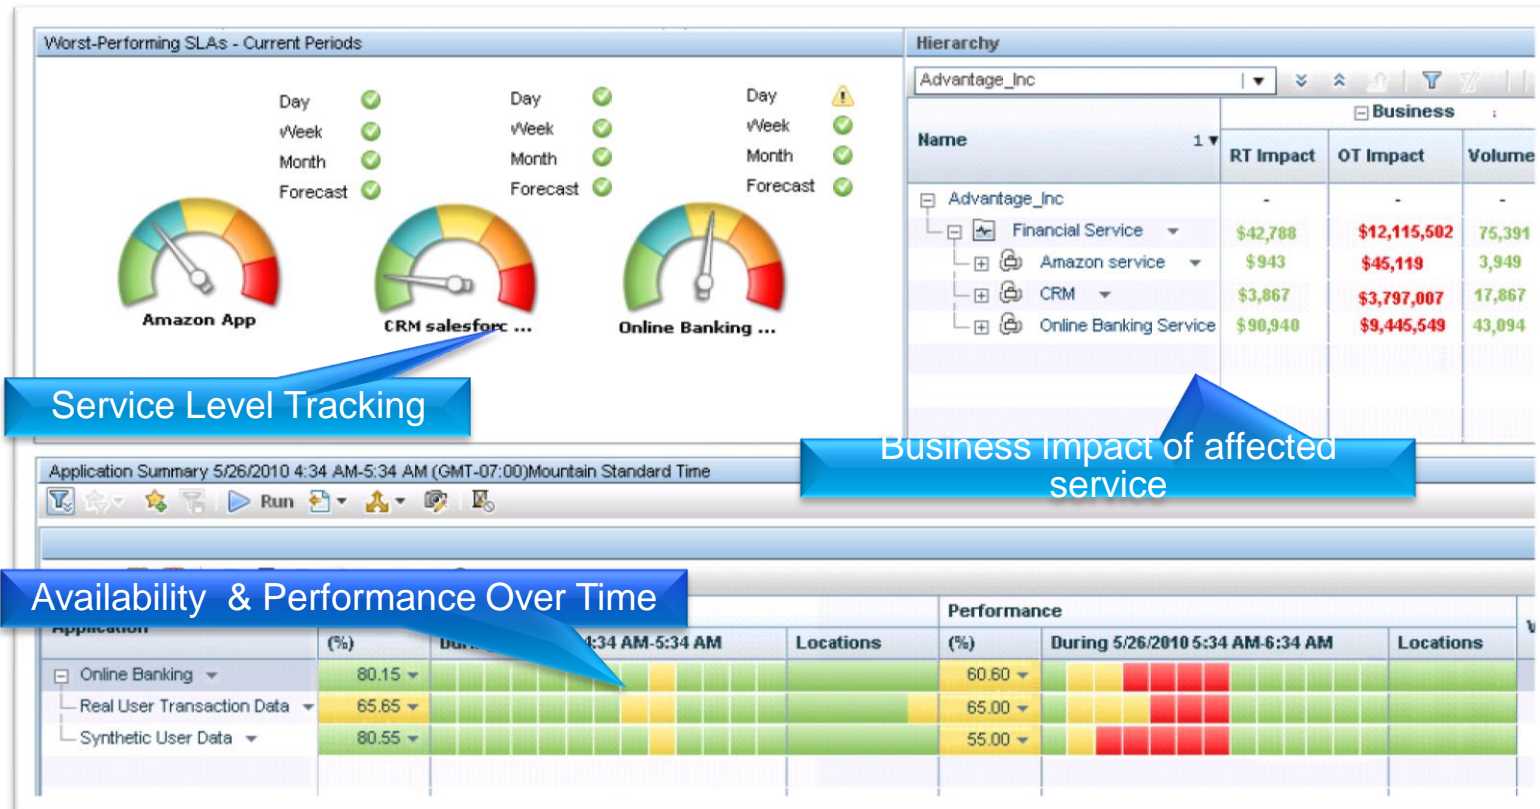 Worst-Performing SLAs - Current Periods
Day
Week
Month
Forecast
Amazon App
Day
Week
Month
Forecast
CRM salesforc ...
Day
Week
Month
Forecast
Online Banking ...
Service Level Tracking
Hierarchy
Advantage_Inc
Business
Name 1 RT Impact OT Impact Volume
Advantage_Inc - - -
Financial Service $42,788 $12,115,502 75,391
Amazon service $943 $45,119 3,949
CRM $3,867 $3,797,007 17,867
Online Banking Service $90,940 $9,445,549 43,094
Business Impact of affected
service
Application Summary 5/26/2010 4:34 AM-5:34 AM (GMT-07:00)Mountain Standard Time
Run
Availability & Performance Over Time
Performance
Application (%) 4:34 AM-5:34 AM Locations (%) During 5/26/2010 5:34 AM-6:34 AM Locations
Online Banking 80.15 60.60
Real User Transaction Data 65.65 65.00
Synthetic User Data 80.55 55.00